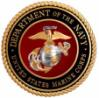 DEPARTMENT OF THE NAVY
UNITED STATES MARINE CORPS